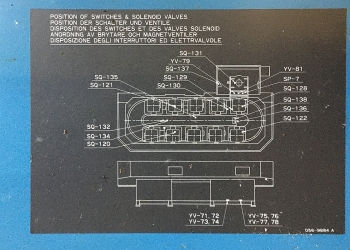 POSITION OF SWITCHES & SOLENOID VALVES
POSITION DER SCHALTER UND VENTILE
DISPOSITION DES SWITCHES ET DES VALVES SOLENOID
ANORDNING AV BRYTARE OCH MAGNETVENTILER
DISPOSIZIONE DEGLI INTERRUTTORI ED ELETTRVALVOLE
SQ-131
YV-79
SQ-137
YV-81
SQ-135
SQ-129
SP-7
SQ-121
SQ-130
SQ-128
SQ-138
SQ-136
SQ-122
SQ-132
SQ-134
SQ-120
YV-71, 72
YV-75, 76
YV-73, 74
YV-77, 78